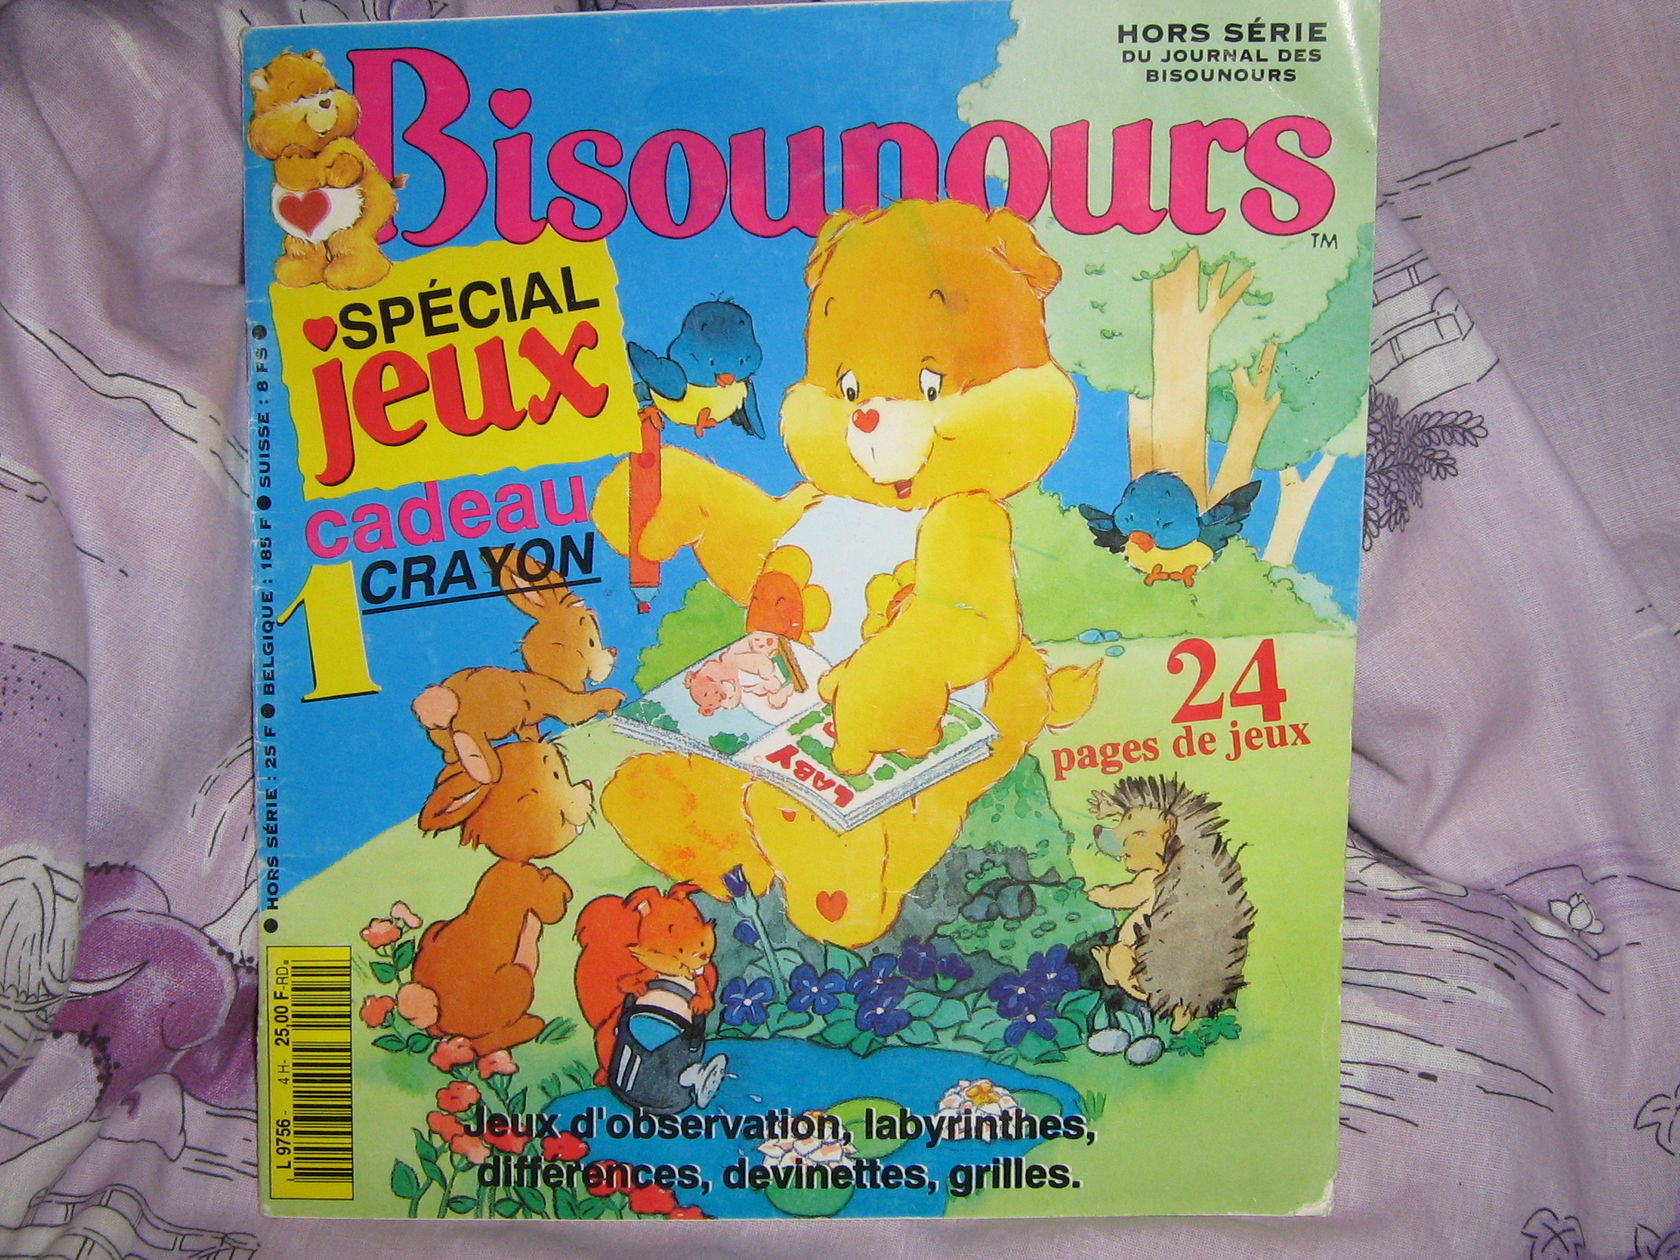 HORS SÉRIE
DU JOURNAL DES
BISOUNOURS
Bisounours
TM
SPÉCIAL
jeux
cadeau
1 CRAYON
24
pages de jeux
LABY
● HORS SÉRIE : 25 F ● BELGIQUE : 185 F ● SUISSE : 8 FS ●
L 9756 - 4 H - 25,00 F-RD
Jeux d'observation, labyrinthes,
différences, devinettes, grilles.